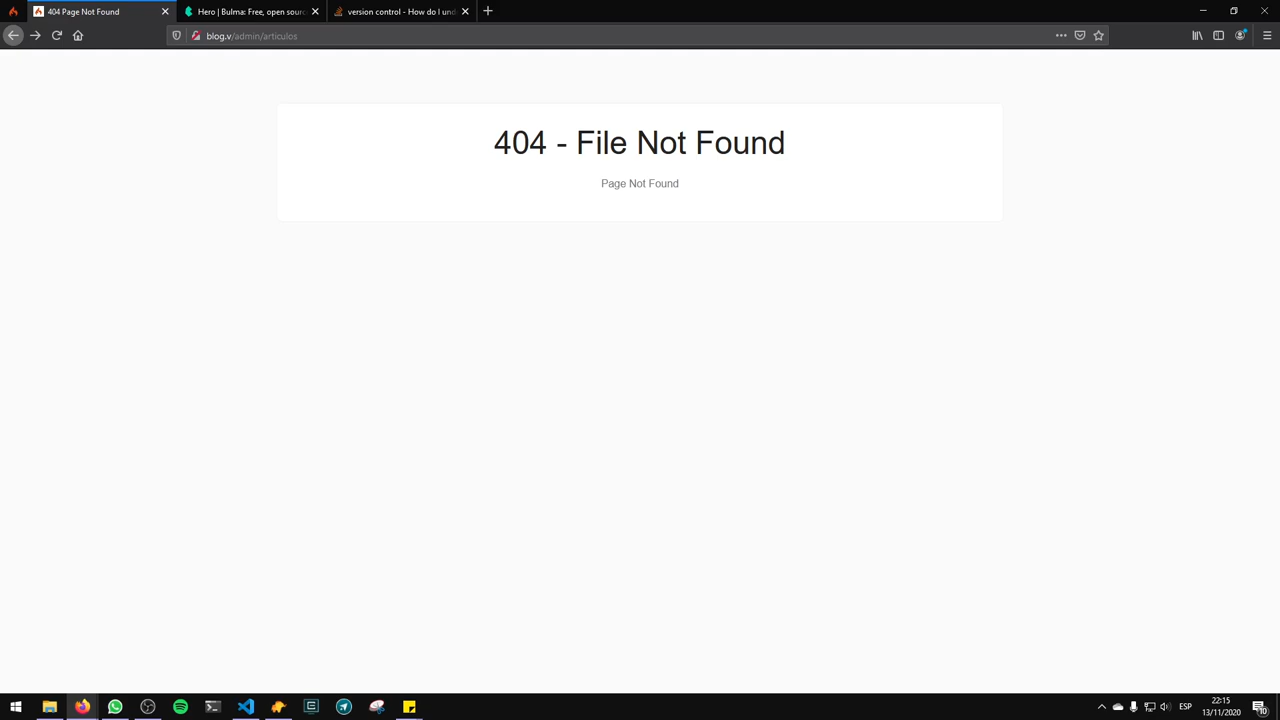 404 Page Not Found
Hero | Bulma: Free, open sourc
version control - How do I und
blog.v/admin/articulos
404 - File Not Found
Page Not Found
ESP
22:15
13/11/2020
10